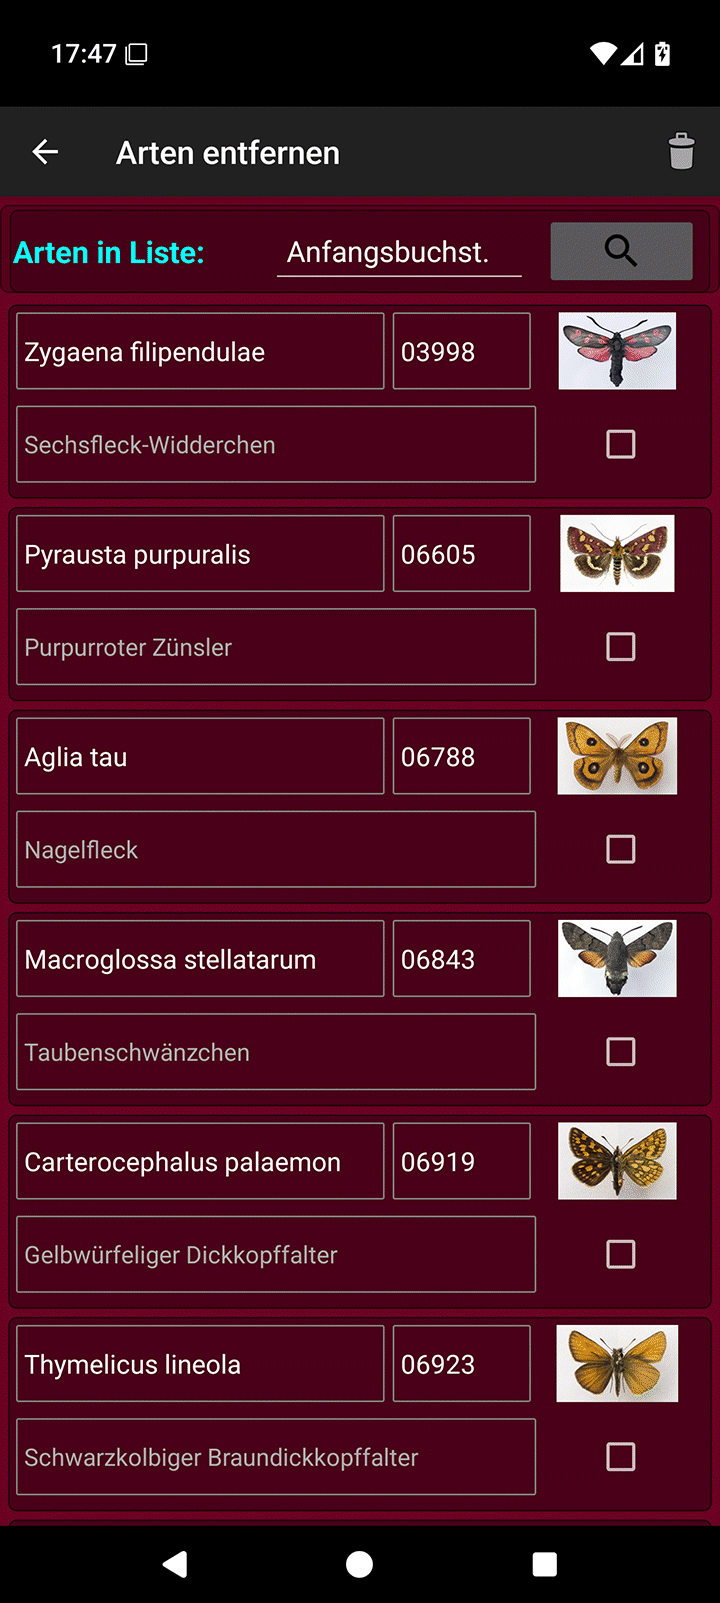 17:47
Arten entfernen
Arten in Liste: Anfangsbuchst.
Zygaena filipendulae 03998
Sechsfleck-Widderchen
Pyrausta purpuralis 06605
Purpurroter Zünsler
Aglia tau 06788
Nagelfleck
Macroglossa stellatarum 06843
Taubenschwänzchen
Carterocephalus palaemon 06919
Gelbwürfeliger Dickkopffalter
Thymelicus lineola 06923
Schwarzkolbiger Braundickkopffalter